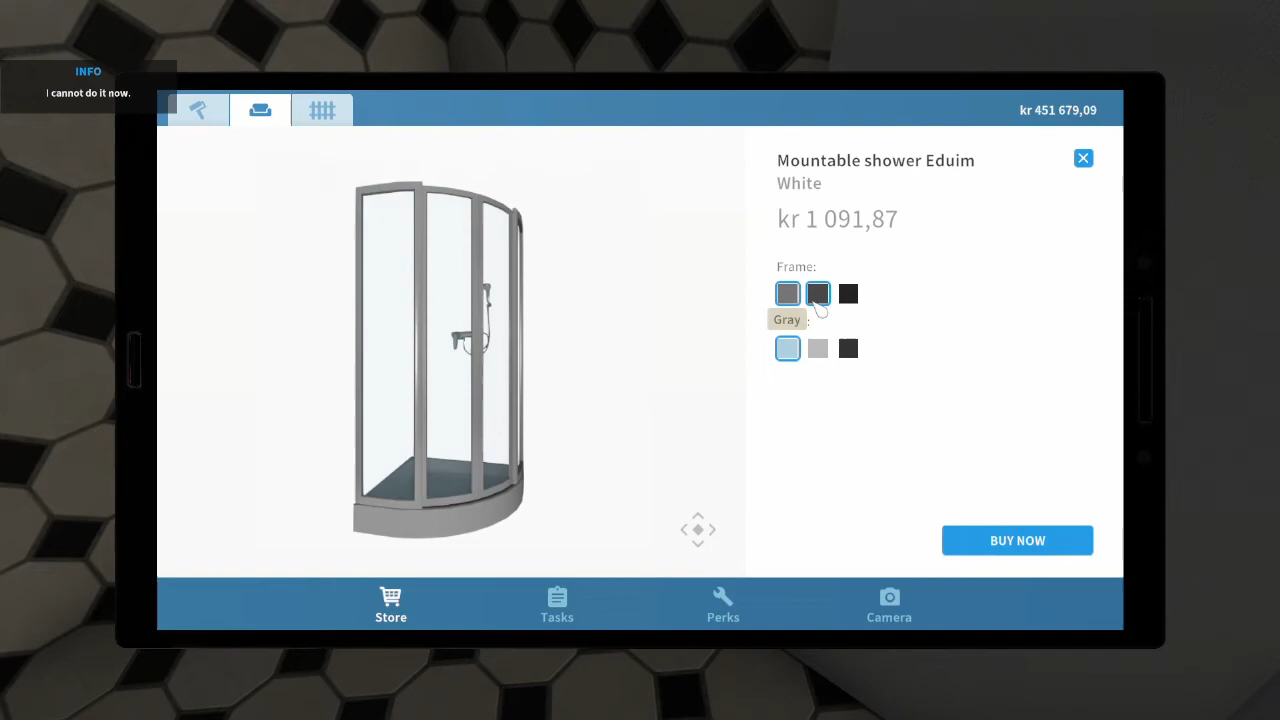 INFO
I cannot do it now.
kr 451 679,09
Mountable shower Eduim
White
kr 1 091,87
Frame:
Gray :
BUY NOW
Store
Tasks
Perks
Camera